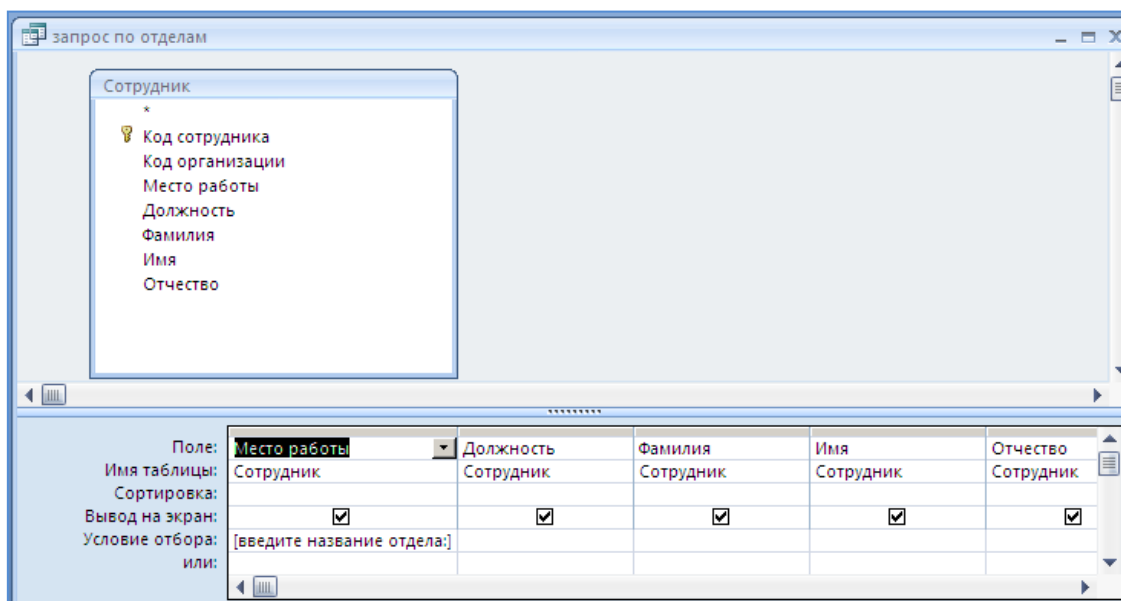 запрос по отделам
Сотрудник
*
Код сотрудника
Код организации
Место работы
Должность
Фамилия
Имя
Отчество
Поле: Место работы Должность Фамилия Имя Отчество
Имя таблицы: Сотрудник Сотрудник Сотрудник Сотрудник Сотрудник
Сортировка:
Вывод на экран:
Условие отбора: [введите название отдела:]
или: